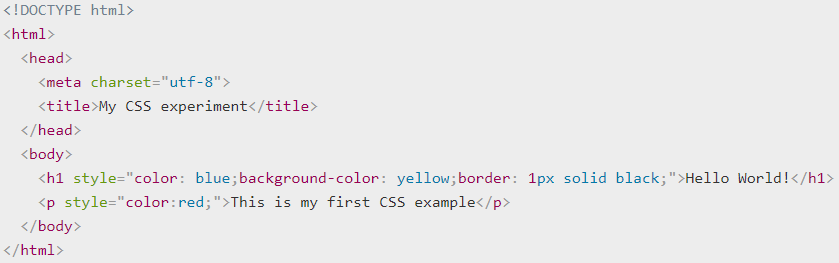 <!DOCTYPE html>
<html>
  <head>
    <meta charset="utf-8">
    <title>My CSS experiment</title>
  </head>
  <body>
    <h1 style="color: blue;background-color: yellow;border: 1px solid black;">Hello World!</h1>
    <p style="color:red;">This is my first CSS example</p>
  </body>
</html>